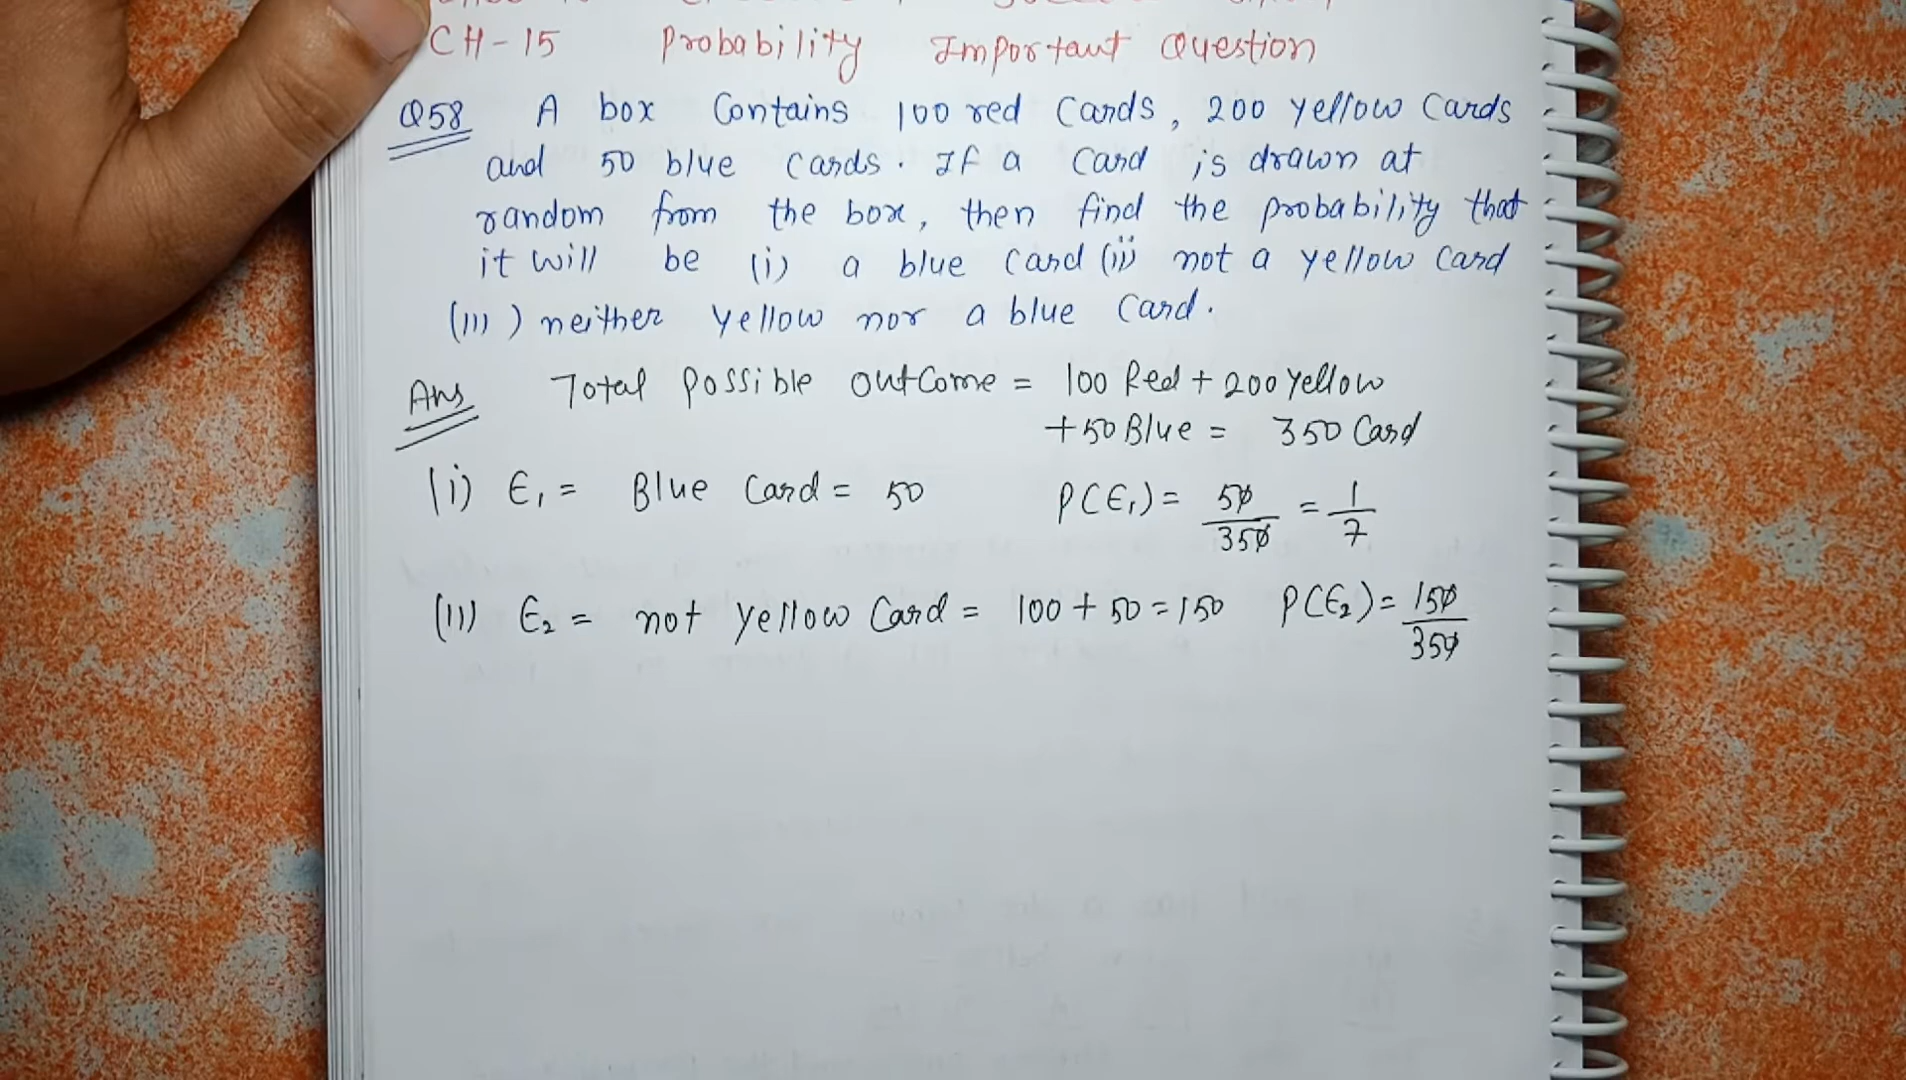 CH-15 Probability Important Question
Q58 A box Contains 100 red Cards, 200 yellow Cards
and 50 blue cards. If a Card is drawn at
random from the box, then find the probability that
it will be (i) a blue Card (ii) not a yellow Card
(III) neither yellow nor a blue Card.
Ans Total possible outCome = 100 Red + 200 Yellow
+ 50 Blue = 350 Card
(i) E₁ = Blue Card = 50 P(E₁) = 50/350 = 1/7
(II) E₂ = not yellow Card = 100 + 50 = 150 P(E₂) = 150/350